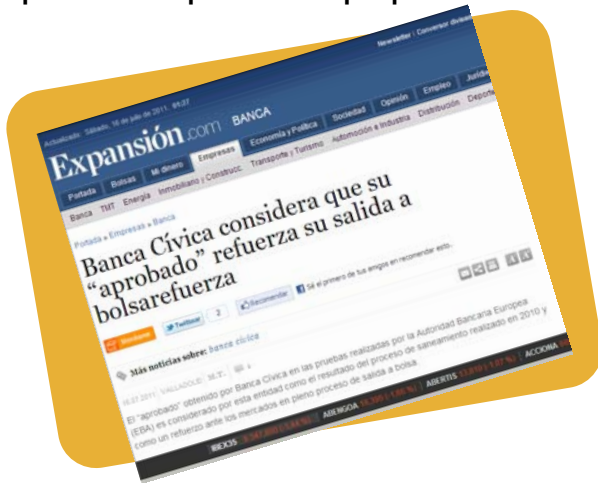 Newsletter | Conversor divisas
Actualizado: Sábado, 16 de julio de 2011, 01:37
Expansión.com BANCA
Portada Bolsas Mi dinero Empresas Economía y Política Sociedad Opinión Empleo
Banca TMT Energía Inmobiliario y Construcc. Transporte y Turismo Automoción e Industria Distribución
Portada » Empresas » Banca
Banca Cívica considera que su
“aprobado” refuerza su salida a
bolsarefuerza
Twittear 2 Recomendar Sé el primero de tus amigos en recomendar esto.
Más noticias sobre: banca cívica
16.07.2011 VALLADOLID
El "aprobado" obtenido por Banca Cívica en las pruebas realizadas por la Autoridad Bancaria Europea
(EBA) es considerado por esta entidad como el resultado del proceso de saneamiento realizado en 2010 y
como un refuerzo ante los mercados en pleno proceso de salida a bolsa.
IBEX35 ABENGOA ABERTIS ACCIONA